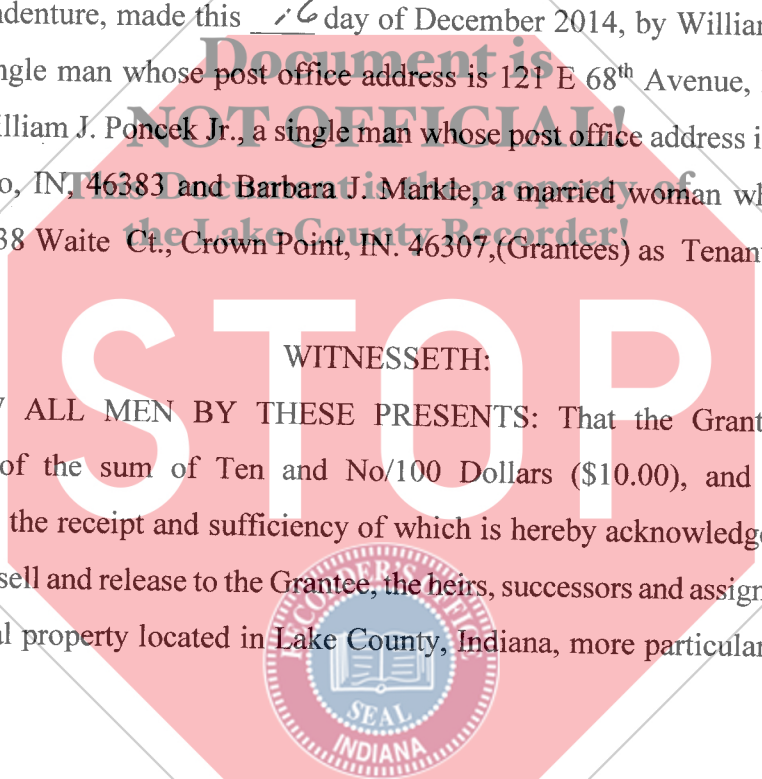 denture, made this 16 day of December 2014, by William
Document is
ngle man whose post office address is 121 E 68th Avenue,
NOT OFFICIAL!
lliam J. Poncek Jr., a single man whose post office address i
This Document is the property of
o, IN, 46383 and Barbara J. Markle, a married woman wh
the Lake County Recorder!
38 Waite Ct., Crown Point, IN. 46307,(Grantees) as Tenan
STOP
WITNESSETH:
ALL MEN BY THESE PRESENTS: That the Grant
of the sum of Ten and No/100 Dollars ($10.00), and
the receipt and sufficiency of which is hereby acknowledg
sell and release to the Grantee, the heirs, successors and assign
al property located in Lake County, Indiana, more particular
RECORDER'S OFFICE
SEAL
INDIANA